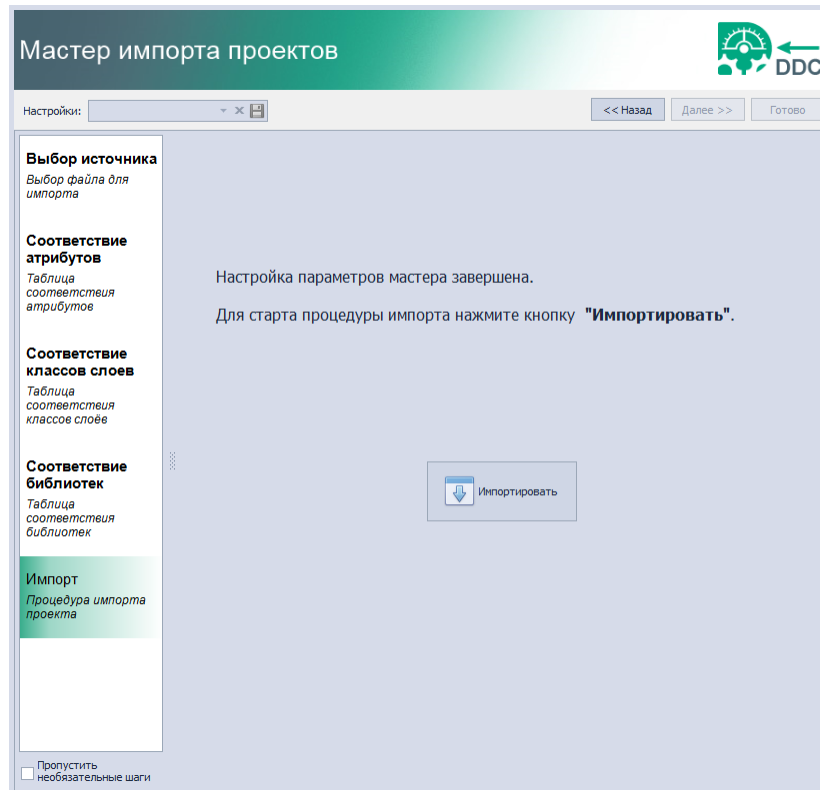 Мастер импорта проектов
DDC
Настройки:
<< Назад
Далее >>
Готово
Выбор источника
Выбор файла для
импорта
Соответствие
атрибутов
Таблица
соответствия
атрибутов
Соответствие
классов слоев
Таблица
соответствия
классов слоёв
Соответствие
библиотек
Таблица
соответствия
библиотек
Импорт
Процедура импорта
проекта
Пропустить
необязательные шаги
Настройка параметров мастера завершена.
Для старта процедуры импорта нажмите кнопку "Импортировать".
Импортировать